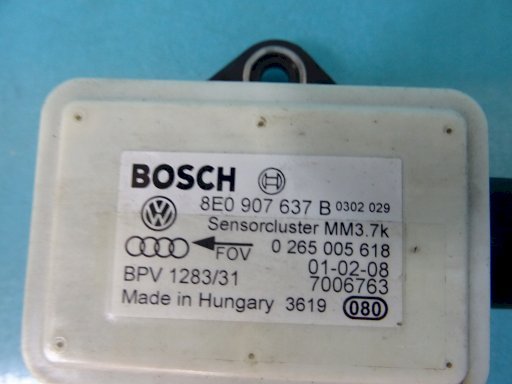 BOSCH
8E0 907 637 B 0302 029
Sensorcluster MM3.7k
0 265 005 618
FOV
BPV 1283/31 01-02-08
7006763
Made in Hungary 3619 080